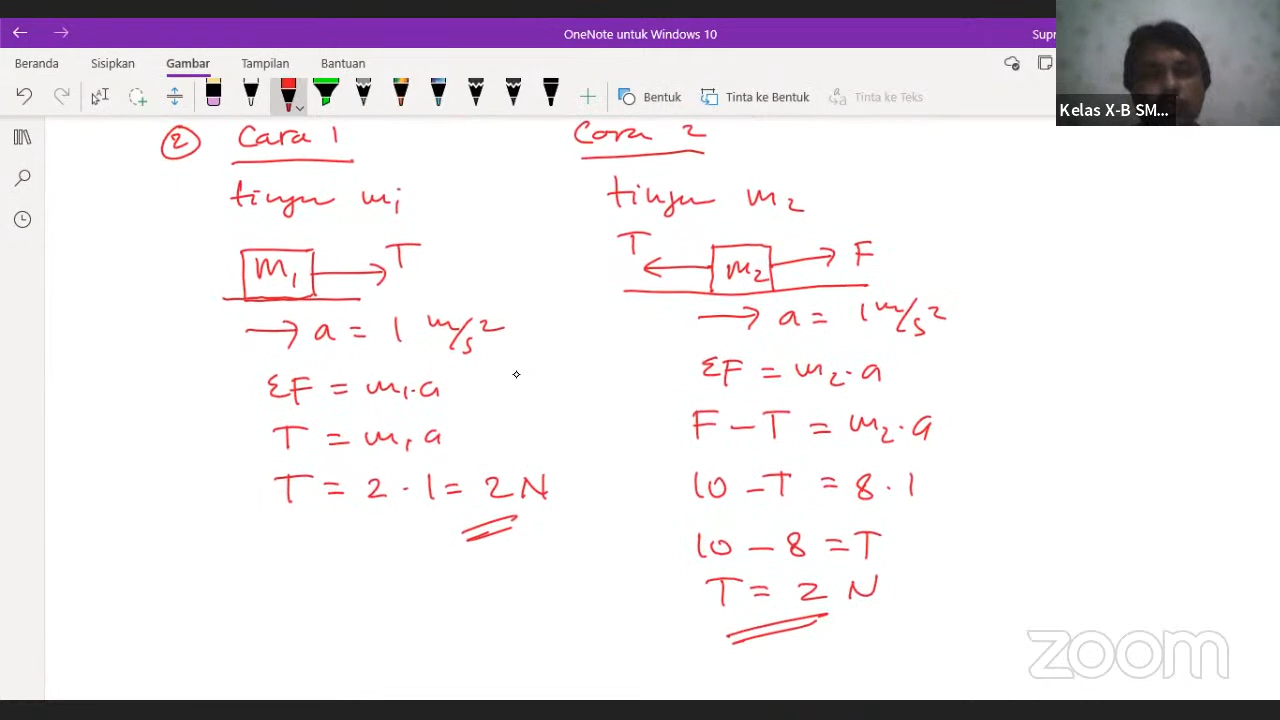 OneNote untuk Windows 10
Supr
Beranda Sisipkan Gambar Tampilan Bantuan
Bentuk Tinta ke Bentuk Tinta ke Teks
Kelas X-B SM...
② Cara 1
tinjau m₁
m₁ T
a = 1 m/s²
ΣF = m₁.a
T = m₁ a
T = 2 . 1 = 2 N
Cara 2
tinjau m₂
T m₂ F
a = 1 m/s²
ΣF = m₂.a
F – T = m₂.a
10 – T = 8 . 1
10 – 8 = T
T = 2 N
zoom